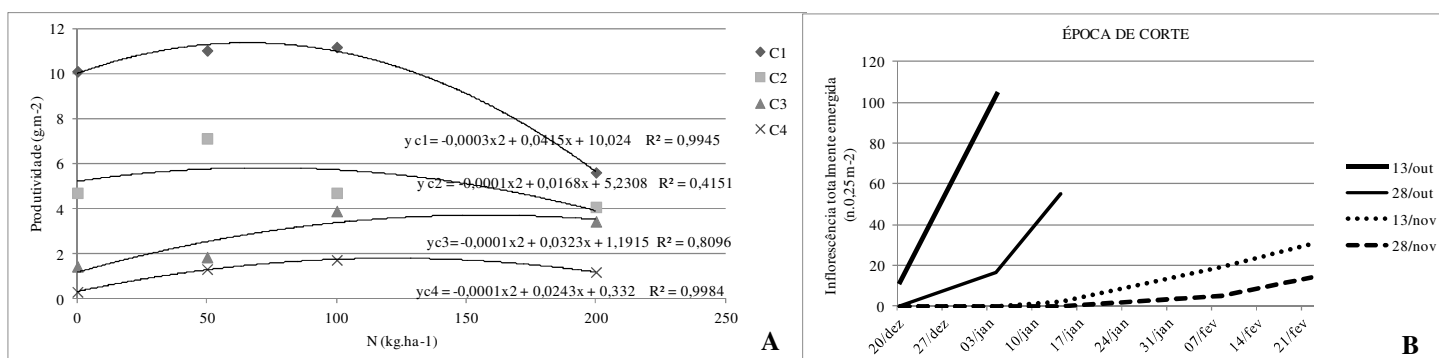 12
10
8
6
4
2
0
Produtividade (g.m-2)
C1
C2
C3
C4
y c1= -0,0003x2 + 0,0415x + 10,024 R² = 0,9945
y c2 = -0,0001x2 + 0,0168x + 5,2308 R² = 0,4151
yc3= -0,0001x2 + 0,0323x + 1,1915 R² = 0,8096
yc4= -0,0001x2 + 0,0243x + 0,332 R² = 0,9984
0 50 100 150 200 250
N (kg.ha-1)
A
ÉPOCA DE CORTE
120
100
80
60
40
20
0
Inflorescência totalmente emergida
(n.0,25 m-2)
13/out
28/out
13/nov
28/nov
20/dez 27/dez 03/jan 10/jan 17/jan 24/jan 31/jan 07/fev 14/fev 21/fev
B